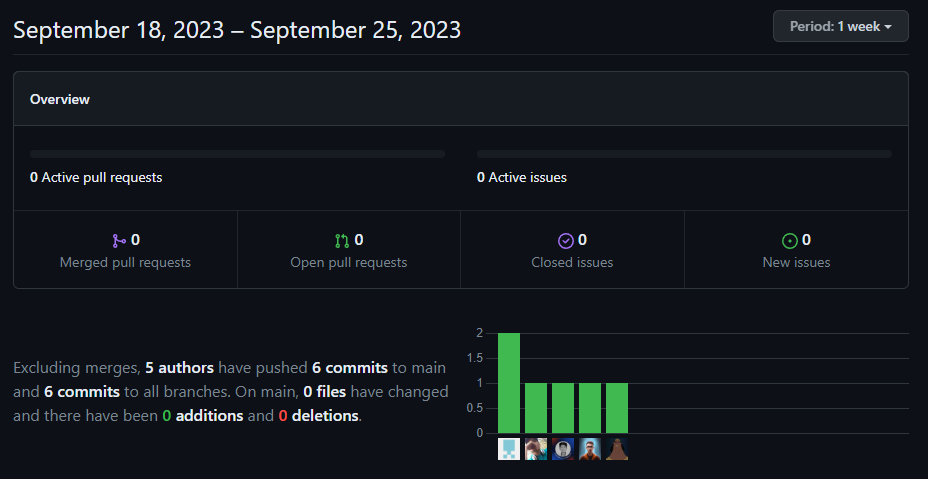 September 18, 2023 – September 25, 2023
Period: 1 week
Overview
0 Active pull requests
0 Active issues
0
Merged pull requests
0
Open pull requests
0
Closed issues
0
New issues
Excluding merges, 5 authors have pushed 6 commits to main
and 6 commits to all branches. On main, 0 files have changed
and there have been 0 additions and 0 deletions.
2
1.5
1
0.5
0